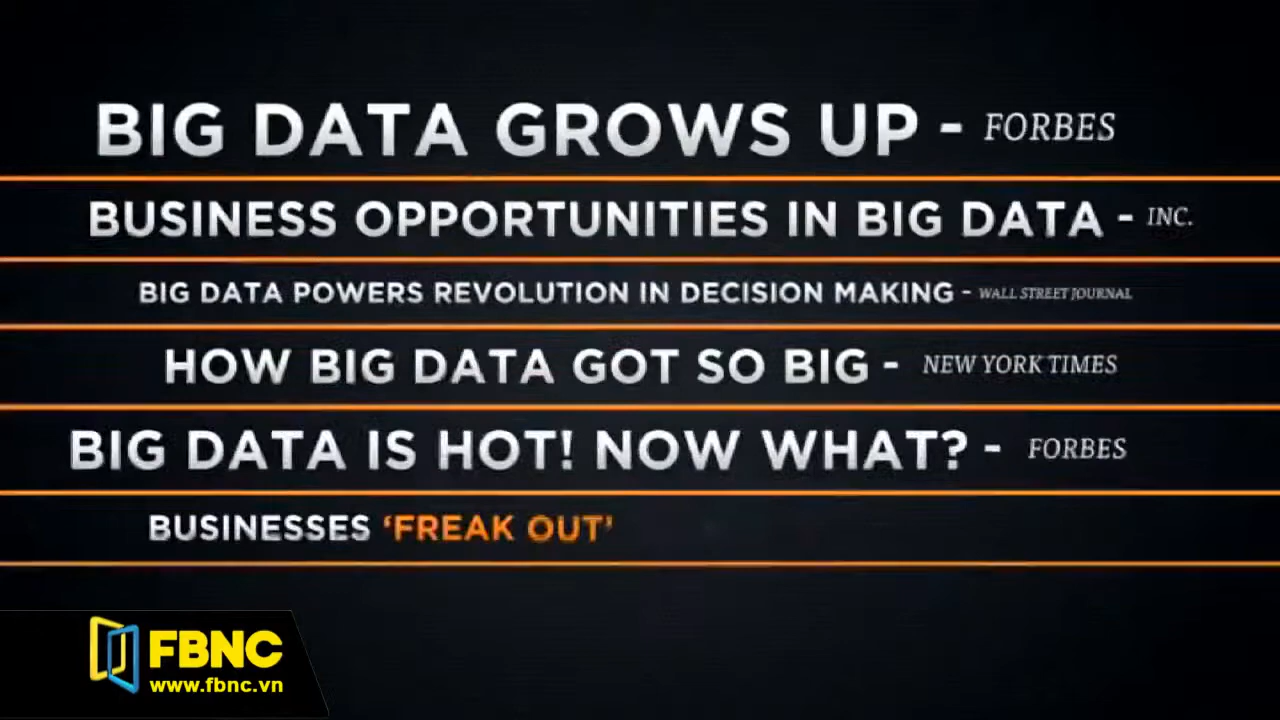 BIG DATA GROWS UP - FORBES
BUSINESS OPPORTUNITIES IN BIG DATA - INC.
BIG DATA POWERS REVOLUTION IN DECISION MAKING - WALL STREET JOURNAL
HOW BIG DATA GOT SO BIG - NEW YORK TIMES
BIG DATA IS HOT! NOW WHAT? - FORBES
BUSINESSES ‘FREAK OUT’
FBNC
www.fbnc.vn